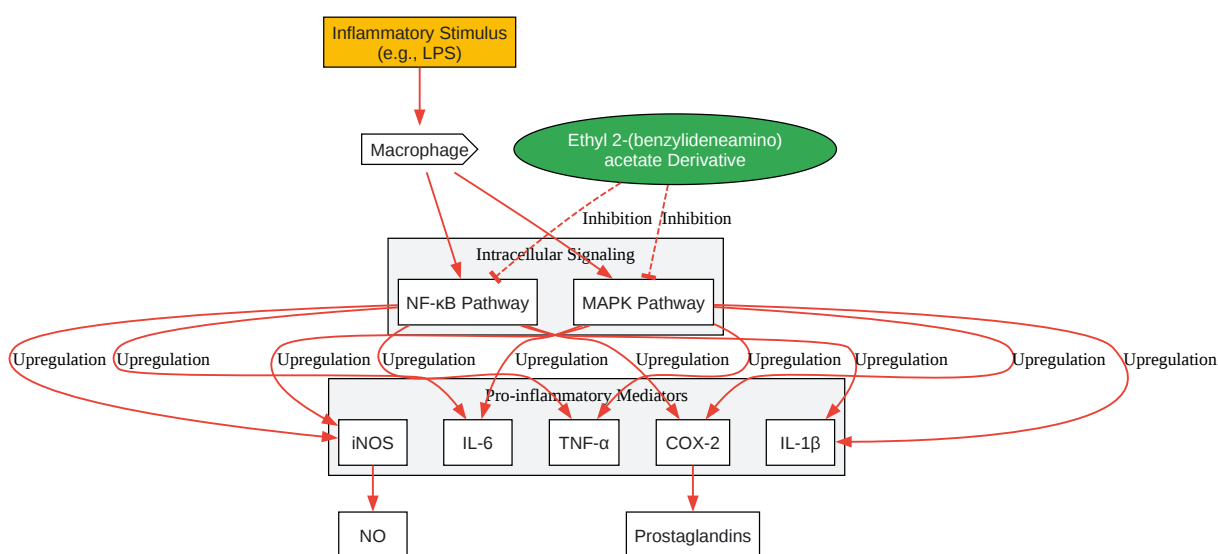 Inflammatory Stimulus
(e.g., LPS)
Macrophage
Ethyl 2-(benzylideneamino)
acetate Derivative
Inhibition
Inhibition
Intracellular Signaling
NF-κB Pathway
MAPK Pathway
Upregulation
Upregulation
Upregulation
Upregulation
Upregulation
Upregulation
Upregulation
Upregulation
Upregulation
Upregulation
Pro-inflammatory Mediators
iNOS
IL-6
TNF-α
COX-2
IL-1β
NO
Prostaglandins